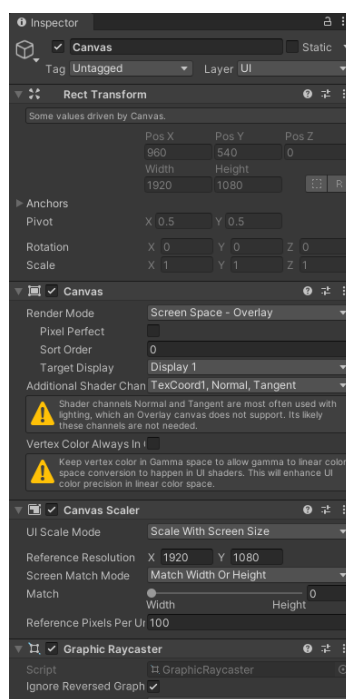 Inspector
Canvas Static
Tag Untagged Layer UI
Rect Transform
Some values driven by Canvas.
Pos X Pos Y Pos Z
960 540 0
Width Height
1920 1080
R
Anchors
Pivot X 0.5 Y 0.5
Rotation X 0 Y 0 Z 0
Scale X 1 Y 1 Z 1
Canvas
Render Mode Screen Space - Overlay
Pixel Perfect
Sort Order 0
Target Display Display 1
Additional Shader Chan TexCoord1, Normal, Tangent
Shader channels Normal and Tangent are most often used with
lighting, which an Overlay canvas does not support. Its likely
these channels are not needed.
Vertex Color Always In
Keep vertex color in Gamma space to allow gamma to linear color
space conversion to happen in UI shaders. This will enhance UI
color precision in linear color space.
Canvas Scaler
UI Scale Mode Scale With Screen Size
Reference Resolution X 1920 Y 1080
Screen Match Mode Match Width Or Height
Match 0
Width Height
Reference Pixels Per Ur 100
Graphic Raycaster
Script GraphicRaycaster
Ignore Reversed Graph